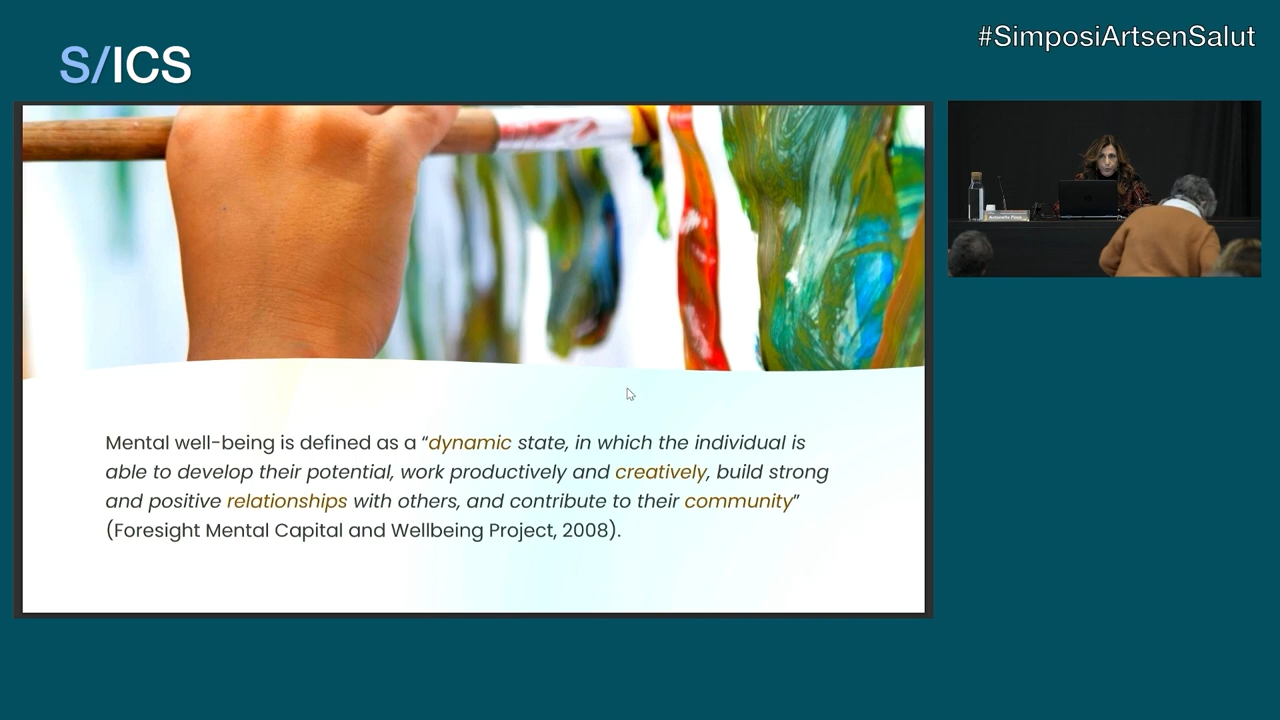 S/ICS
#SimposiArtsenSalut
Mental well-being is defined as a “dynamic state, in which the individual is
able to develop their potential, work productively and creatively, build strong
and positive relationships with others, and contribute to their community”
(Foresight Mental Capital and Wellbeing Project, 2008).